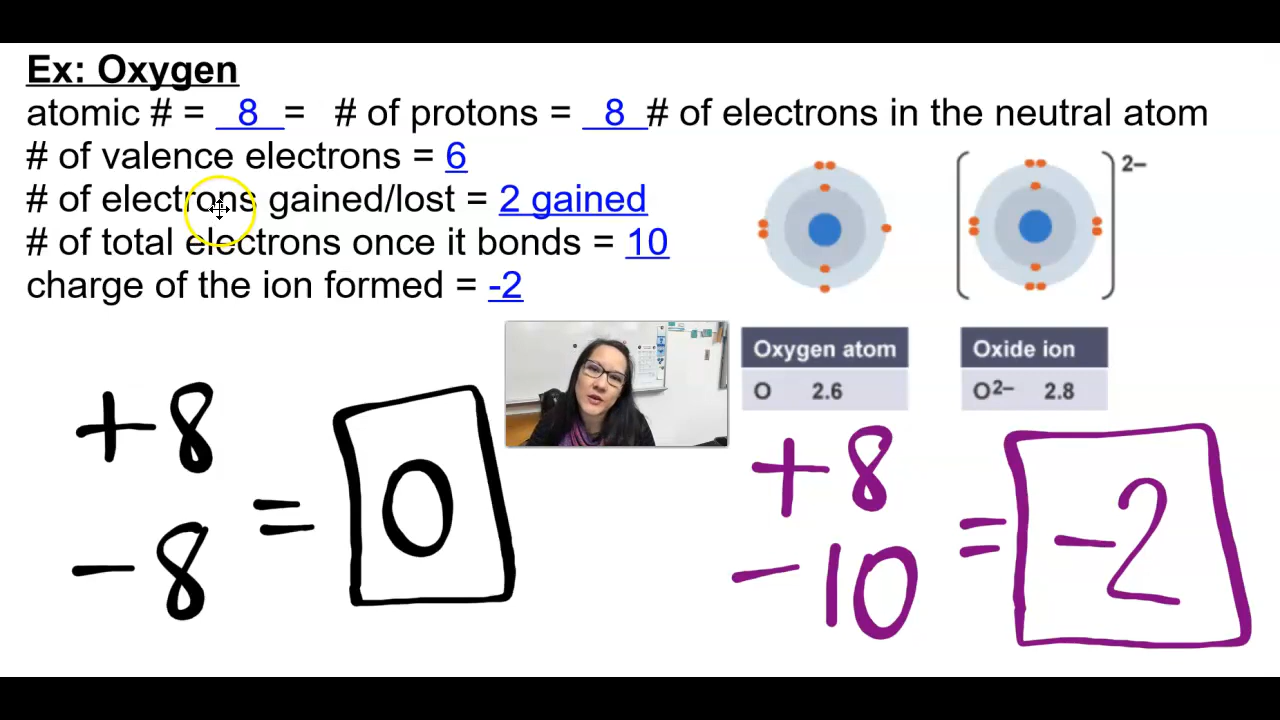 Ex: Oxygen
atomic # = 8 = # of protons = 8 # of electrons in the neutral atom
# of valence electrons = 6
# of electrons gained/lost = 2 gained
# of total electrons once it bonds = 10
charge of the ion formed = -2
2–
Oxygen atom
O 2.6
Oxide ion
O2– 2.8
+8
-8
= 0
+8
-10
= -2